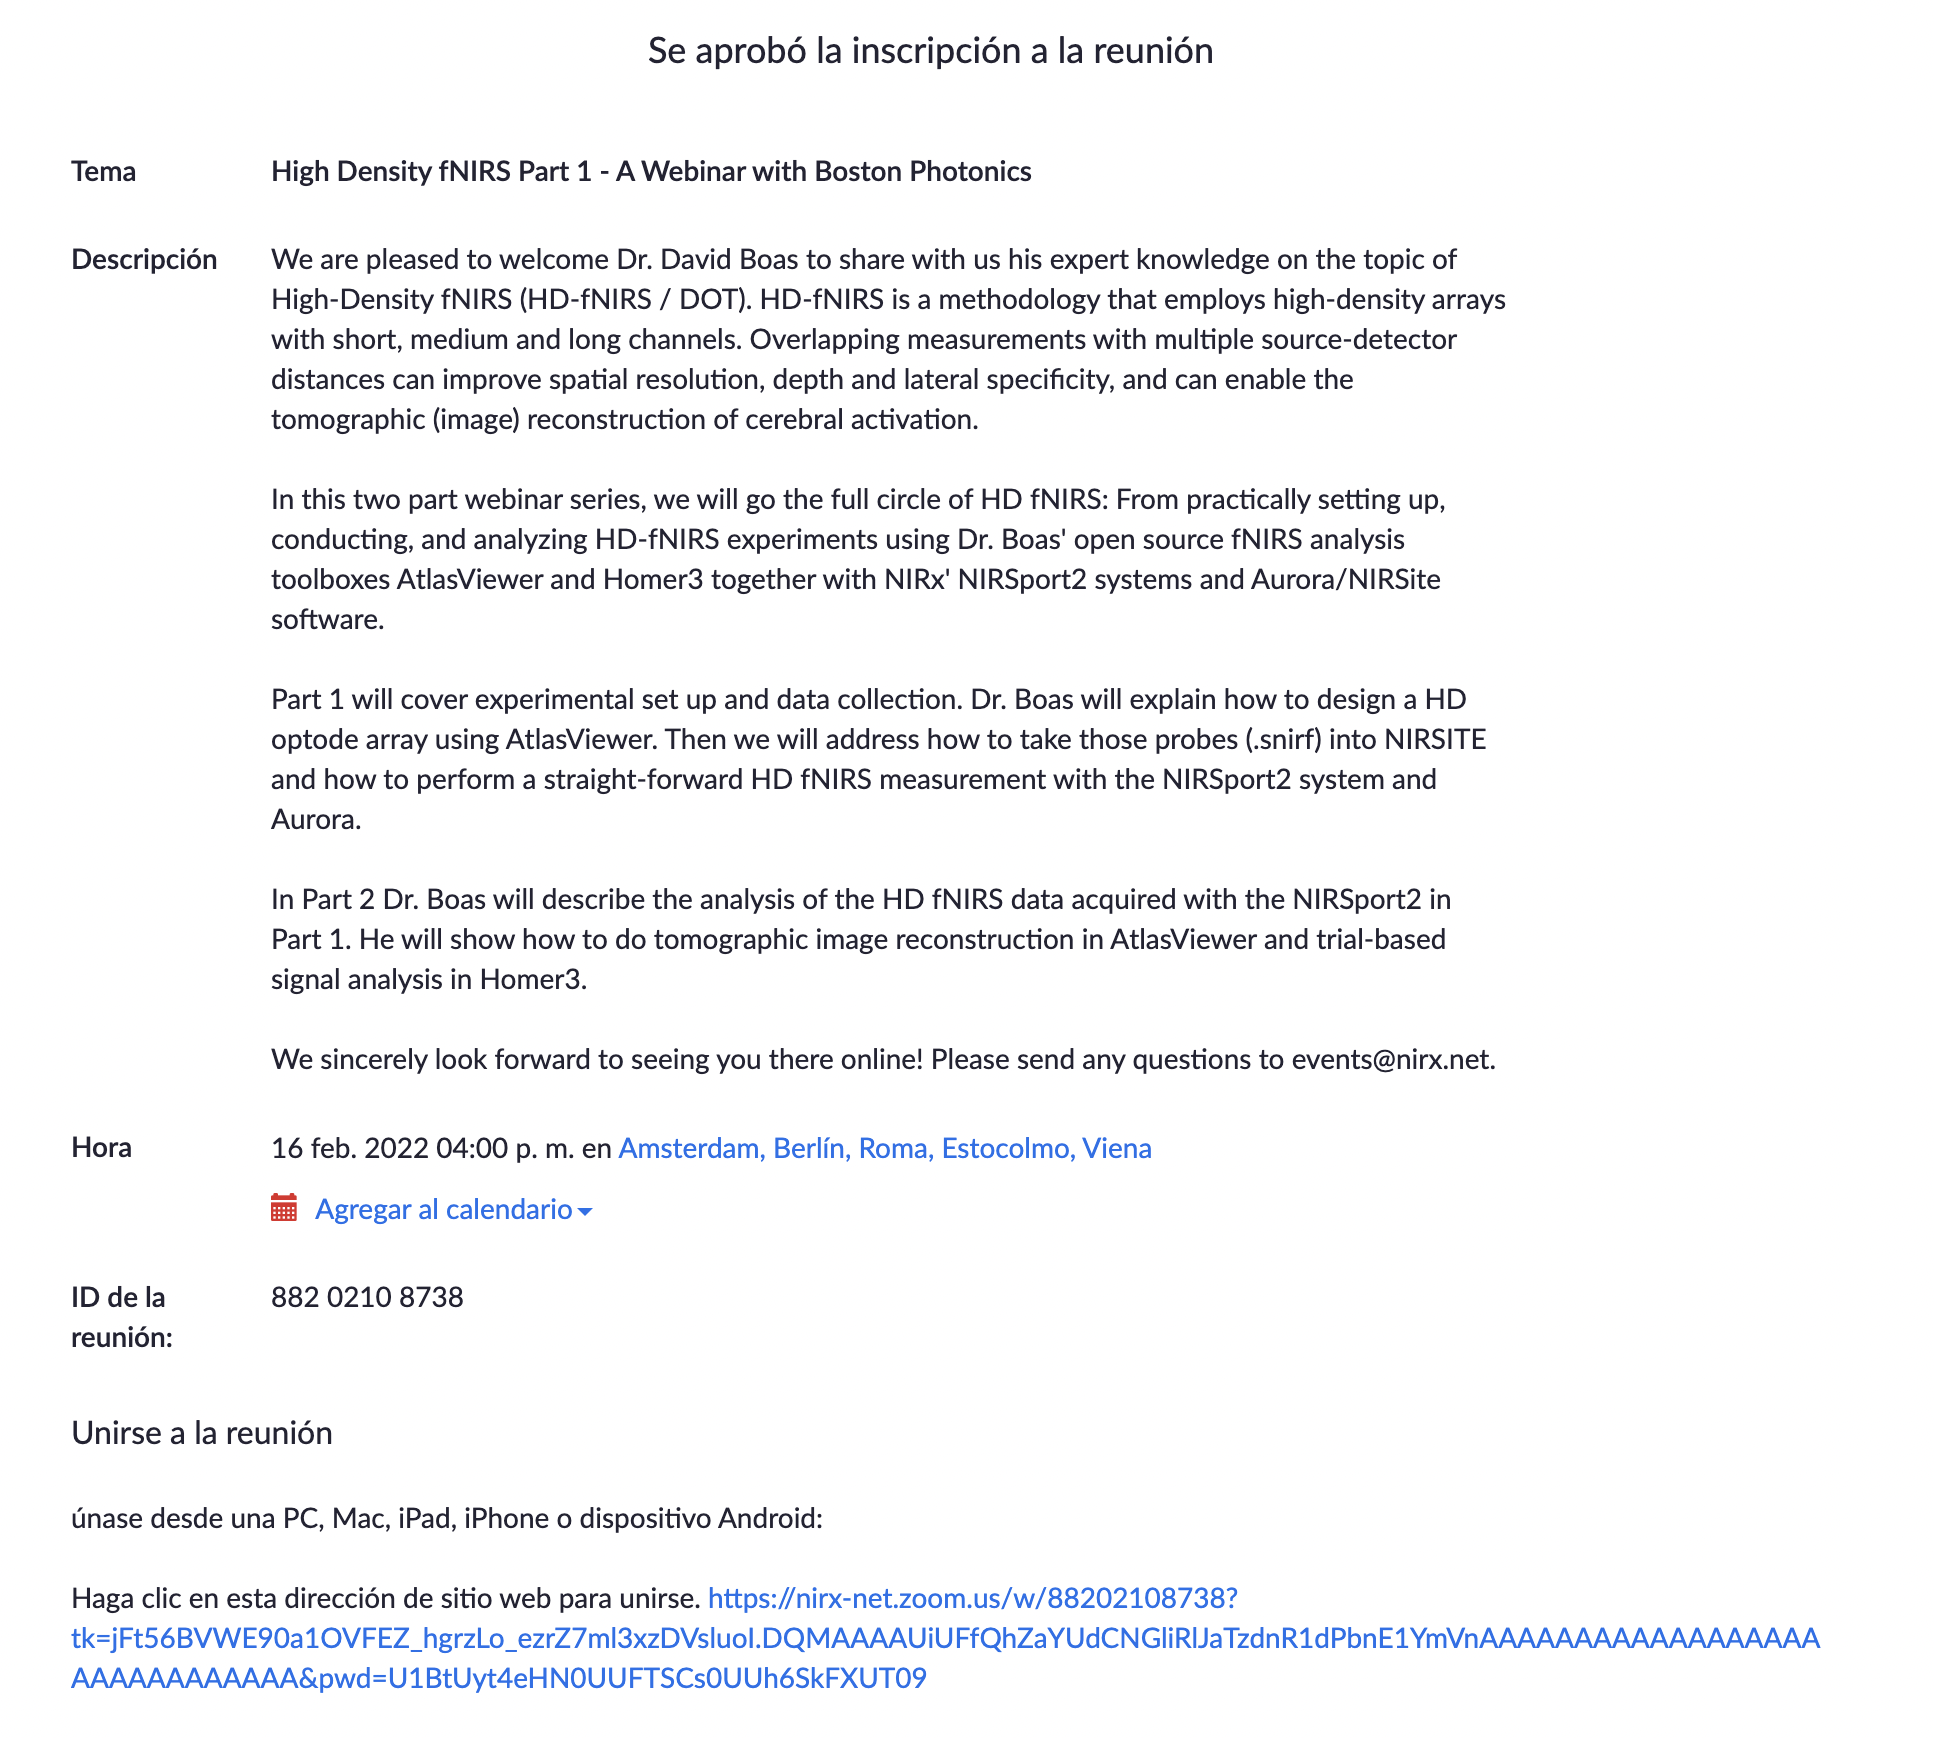 Se aprobó la inscripción a la reunión
Tema
High Density fNIRS Part 1 - A Webinar with Boston Photonics
Descripción
We are pleased to welcome Dr. David Boas to share with us his expert knowledge on the topic of
High-Density fNIRS (HD-fNIRS / DOT). HD-fNIRS is a methodology that employs high-density arrays
with short, medium and long channels. Overlapping measurements with multiple source-detector
distances can improve spatial resolution, depth and lateral specificity, and can enable the
tomographic (image) reconstruction of cerebral activation.
In this two part webinar series, we will go the full circle of HD fNIRS: From practically setting up,
conducting, and analyzing HD-fNIRS experiments using Dr. Boas' open source fNIRS analysis
toolboxes AtlasViewer and Homer3 together with NIRx' NIRSport2 systems and Aurora/NIRSite
software.
Part 1 will cover experimental set up and data collection. Dr. Boas will explain how to design a HD
optode array using AtlasViewer. Then we will address how to take those probes (.snirf) into NIRSITE
and how to perform a straight-forward HD fNIRS measurement with the NIRSport2 system and
Aurora.
In Part 2 Dr. Boas will describe the analysis of the HD fNIRS data acquired with the NIRSport2 in
Part 1. He will show how to do tomographic image reconstruction in AtlasViewer and trial-based
signal analysis in Homer3.
We sincerely look forward to seeing you there online! Please send any questions to events@nirx.net.
Hora
16 feb. 2022 04:00 p. m. en Amsterdam, Berlín, Roma, Estocolmo, Viena
Agregar al calendario
ID de la
reunión:
882 0210 8738
Unirse a la reunión
únase desde una PC, Mac, iPad, iPhone o dispositivo Android:
Haga clic en esta dirección de sitio web para unirse. https://nirx-net.zoom.us/w/88202108738?
tk=jFt56BVWE90a1OVFEZ_hgrzLo_ezrZ7ml3xzDVsluoI.DQMAAAAUiUFfQhZaYUdCNGliRlJaTzdnR1dPbnE1YmVnAAAAAAAAAAAAAAAAAA
AAAAAAAAAAAA&pwd=U1BtUyt4eHN0UUFTSCs0UUh6SkFXUT09